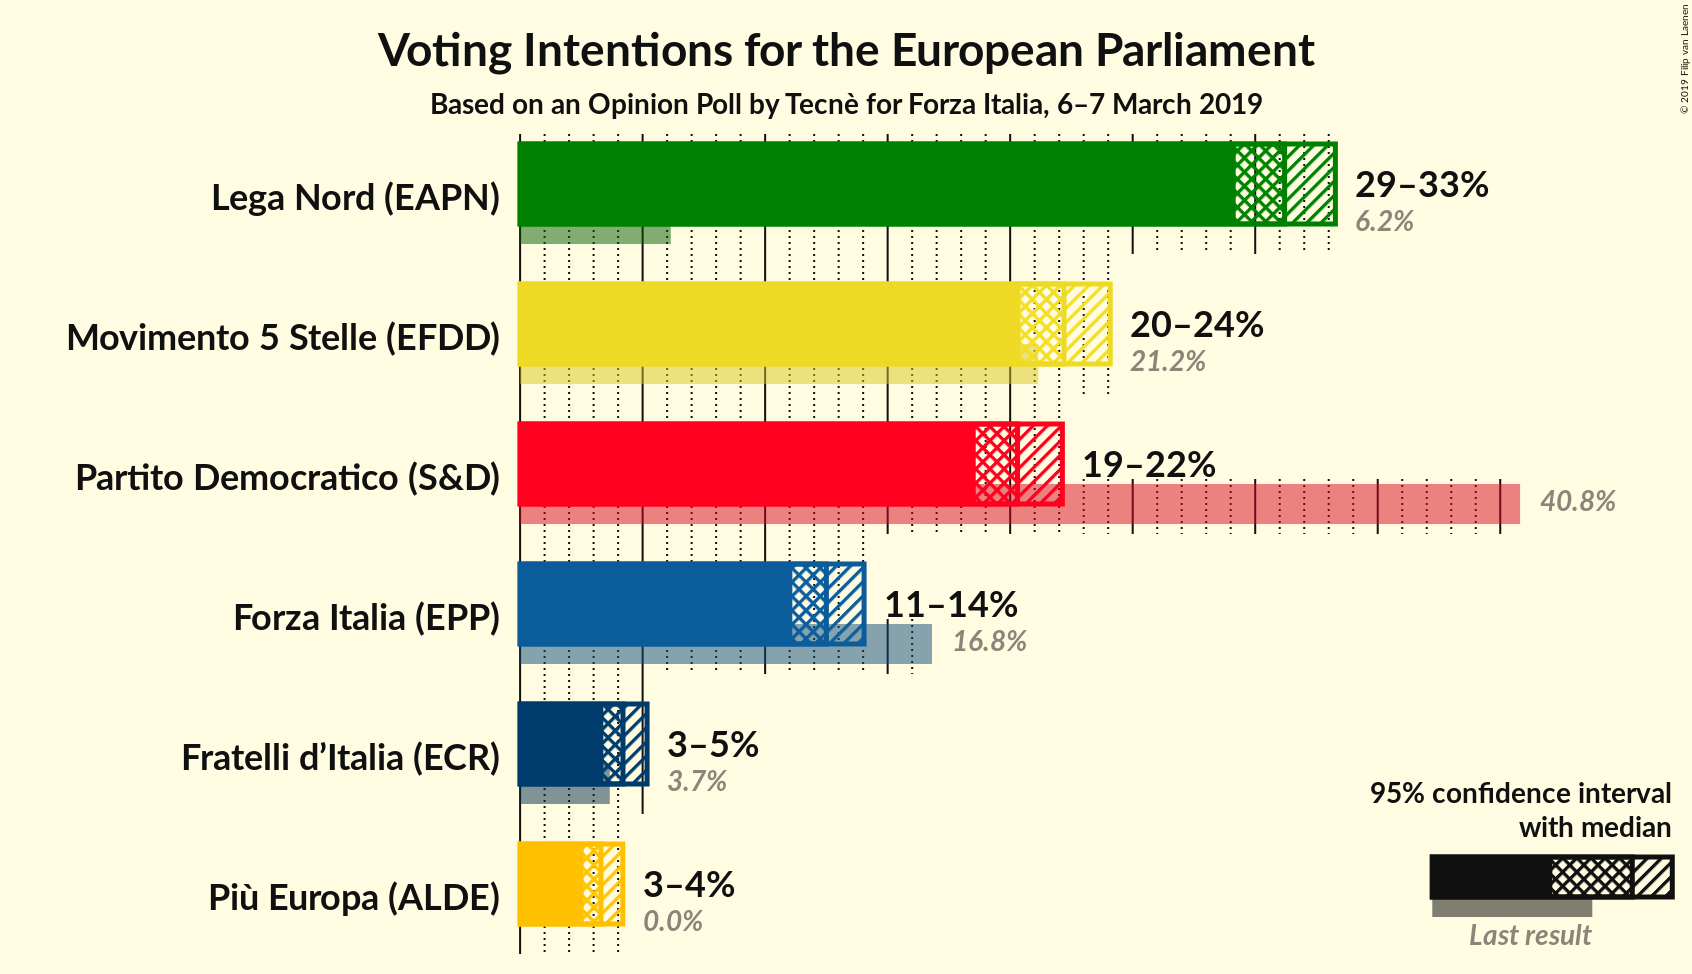 Voting Intentions for the European Parliament
Based on an Opinion Poll by Tecnè for Forza Italia, 6–7 March 2019
© 2019 Filip van Laenen
Lega Nord (EAPN)
29–33%
6.2%
Movimento 5 Stelle (EFDD)
20–24%
21.2%
Partito Democratico (S&D)
19–22%
40.8%
Forza Italia (EPP)
11–14%
16.8%
Fratelli d’Italia (ECR)
3–5%
3.7%
Più Europa (ALDE)
3–4%
0.0%
95% confidence interval
with median
Last result